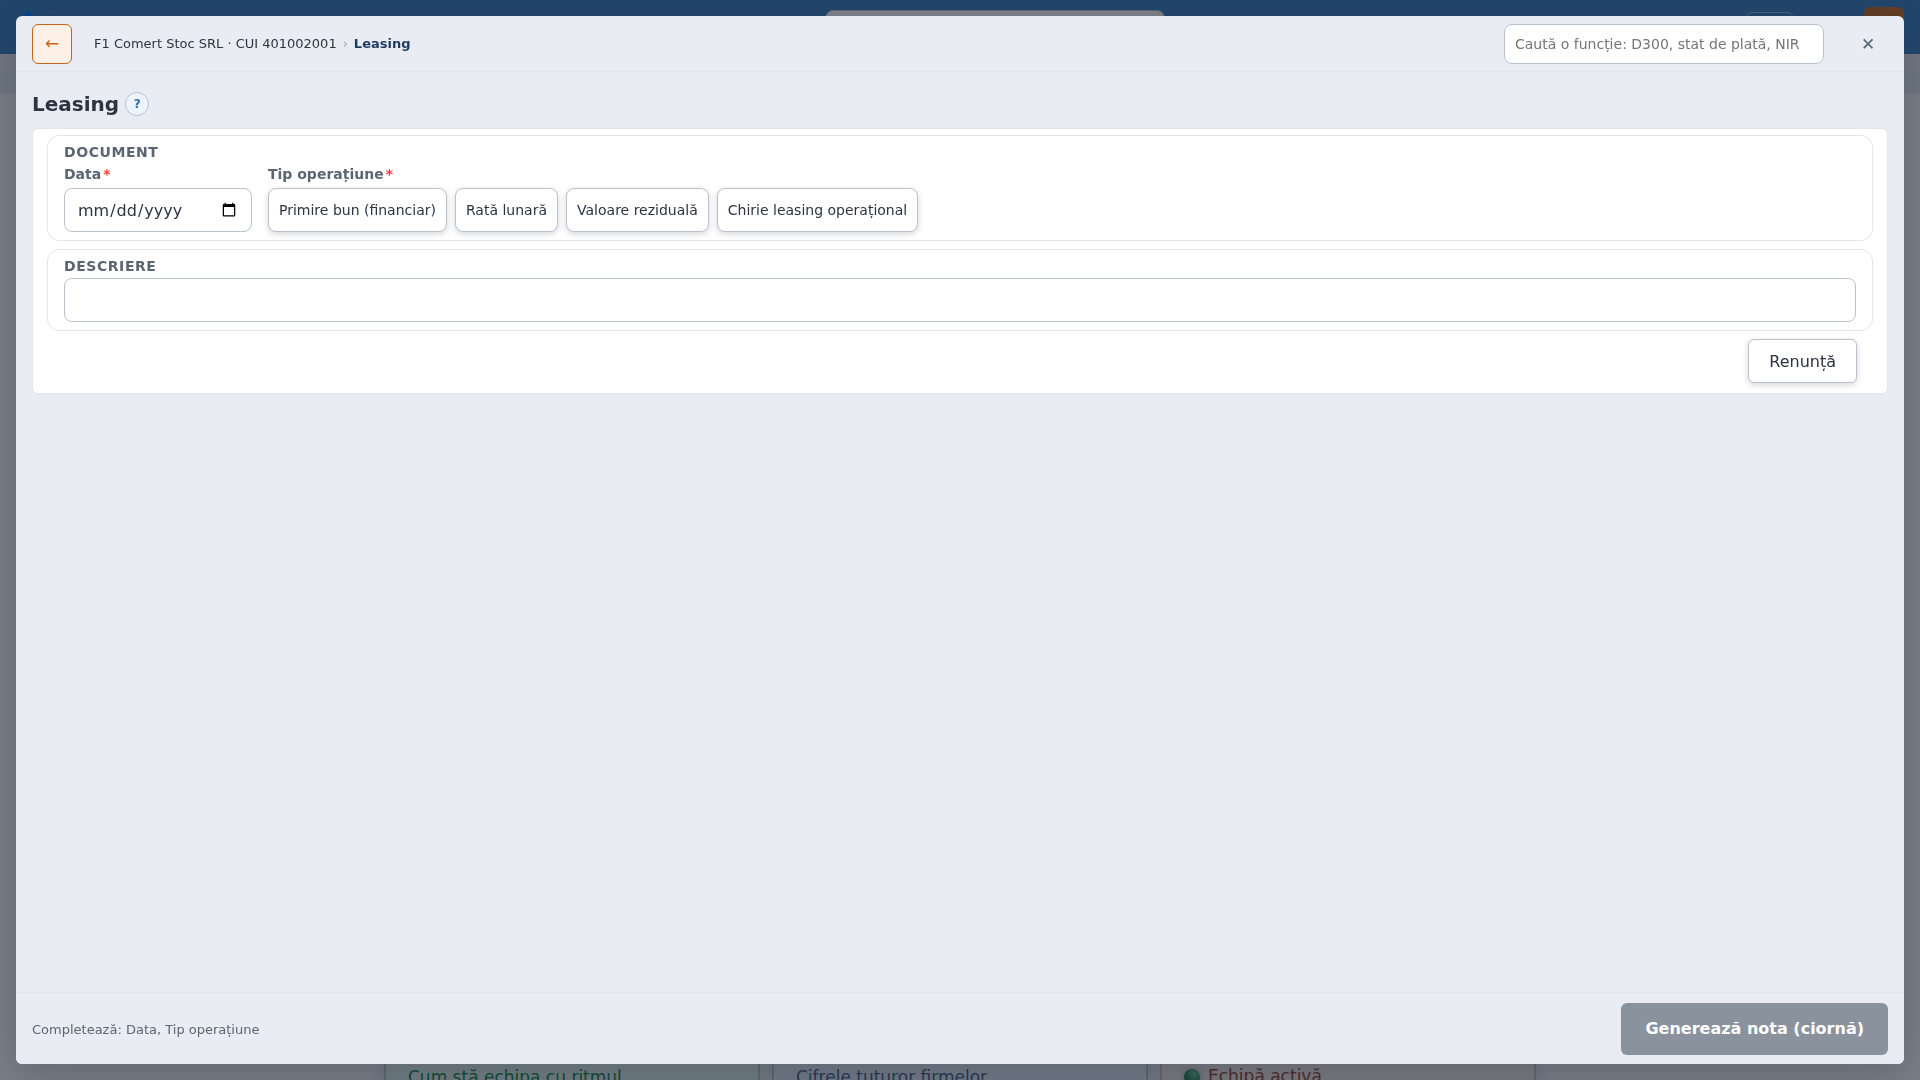 ←
F1 Comert Stoc SRL · CUI 401002001 › Leasing
Caută o funcție: D300, stat de plată, NIR
✕
Leasing ?
DOCUMENT
Data* Tip operațiune*
mm/dd/yyyy Primire bun (financiar) Rată lunară Valoare reziduală Chirie leasing operațional
DESCRIERE
Renunță
Completează: Data, Tip operațiune
Generează nota (ciornă)
Cum stă echipa cu ritmul Cifrele tuturor firmelor Echipă activă